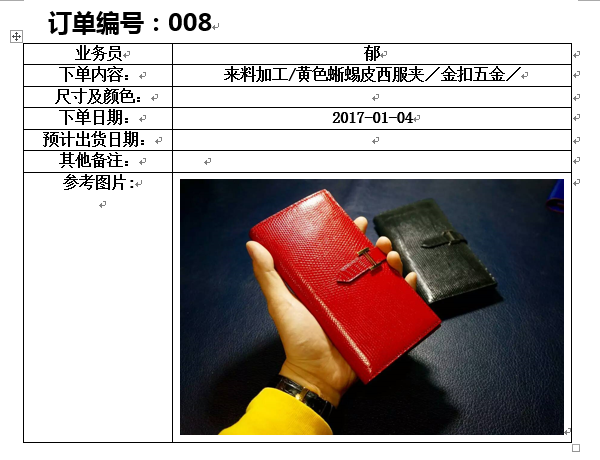 订单编号：008
业务员 郁
下单内容： 来料加工/黄色蜥蜴皮西服夹／金扣五金／
尺寸及颜色：
下单日期： 2017-01-04
预计出货日期：
其他备注：
参考图片: